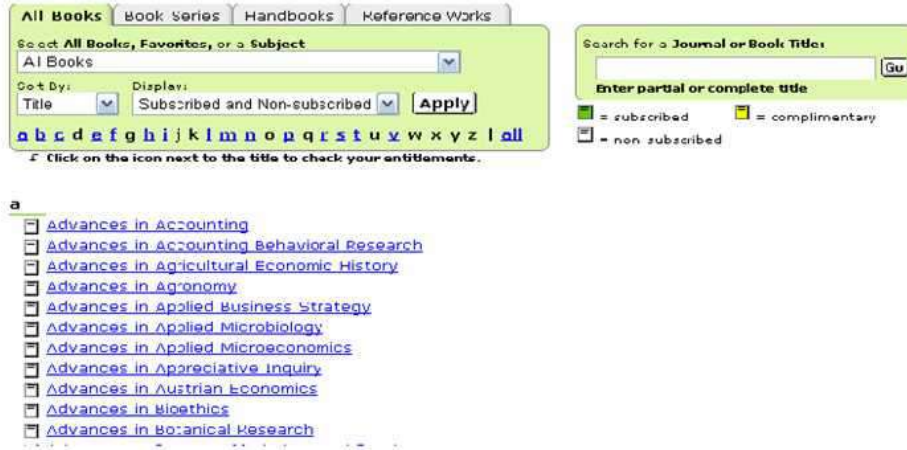 All Books Book Series Handbooks Reference Works
Select All Books, Favorites, or a Subject
All Books
Sort By: Display:
Title Subscribed and Non-subscribed Apply
a b c d e f g h i j k l m n o p q r s t u v w x y z | all
Click on the icon next to the title to check your entitlements.
Search for a Journal or Book Title:
Go
Enter partial or complete title
= subscribed = complimentary
= non subscribed
a
Advances in Accounting
Advances in Accounting Behavioral Research
Advances in Agricultural Economic History
Advances in Agronomy
Advances in Applied Business Strategy
Advances in Applied Microbiology
Advances in Applied Microeconomics
Advances in Appreciative Inquiry
Advances in Austrian Economics
Advances in Bioethics
Advances in Botanical Research